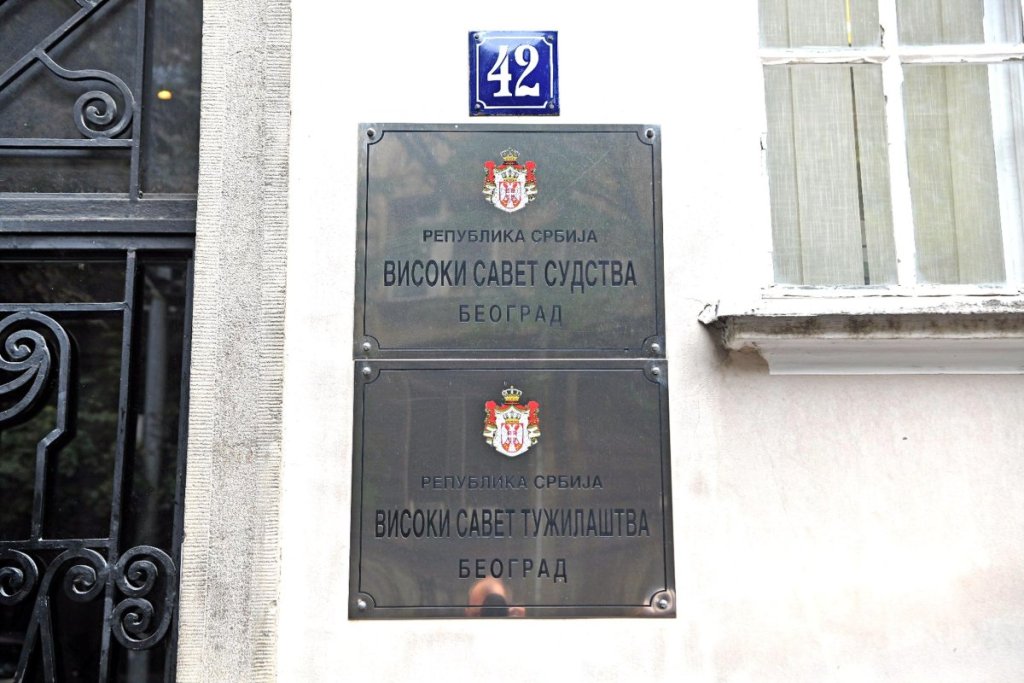 42
РЕПУБЛИКА СРБИЈА
ВИСОКИ САВЕТ СУДСТВА
БЕОГРАД
РЕПУБЛИКА СРБИЈА
ВИСОКИ САВЕТ ТУЖИЛАШТВА
БЕОГРАД